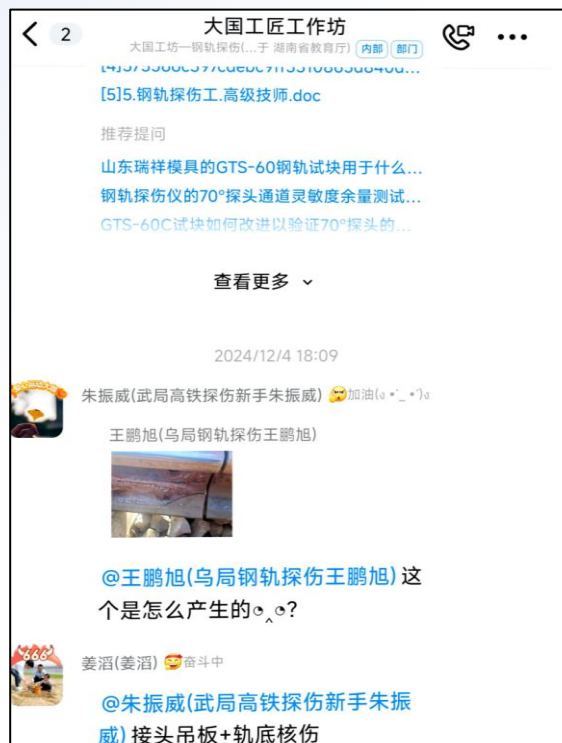 2
大国工匠工作坊
大国工坊—钢轨探伤(...于 湖南省教育厅) 内部 部门
[5]5.钢轨探伤工.高级技师.doc
推荐提问
山东瑞祥模具的GTS-60钢轨试块用于什么...
钢轨探伤仪的70°探头通道灵敏度余量测试...
GTS-60C试块如何改进以验证70°探头的...
查看更多
2024/12/4 18:09
朱振威(武局高铁探伤新手朱振威) 加油(ง •̀_•́)ง
王鹏旭(乌局钢轨探伤王鹏旭)
@王鹏旭(乌局钢轨探伤王鹏旭) 这
个是怎么产生的◔‸◔?
666
姜滔(姜滔) 奋斗中
@朱振威(武局高铁探伤新手朱振
威) 接头吊板+轨底核伤